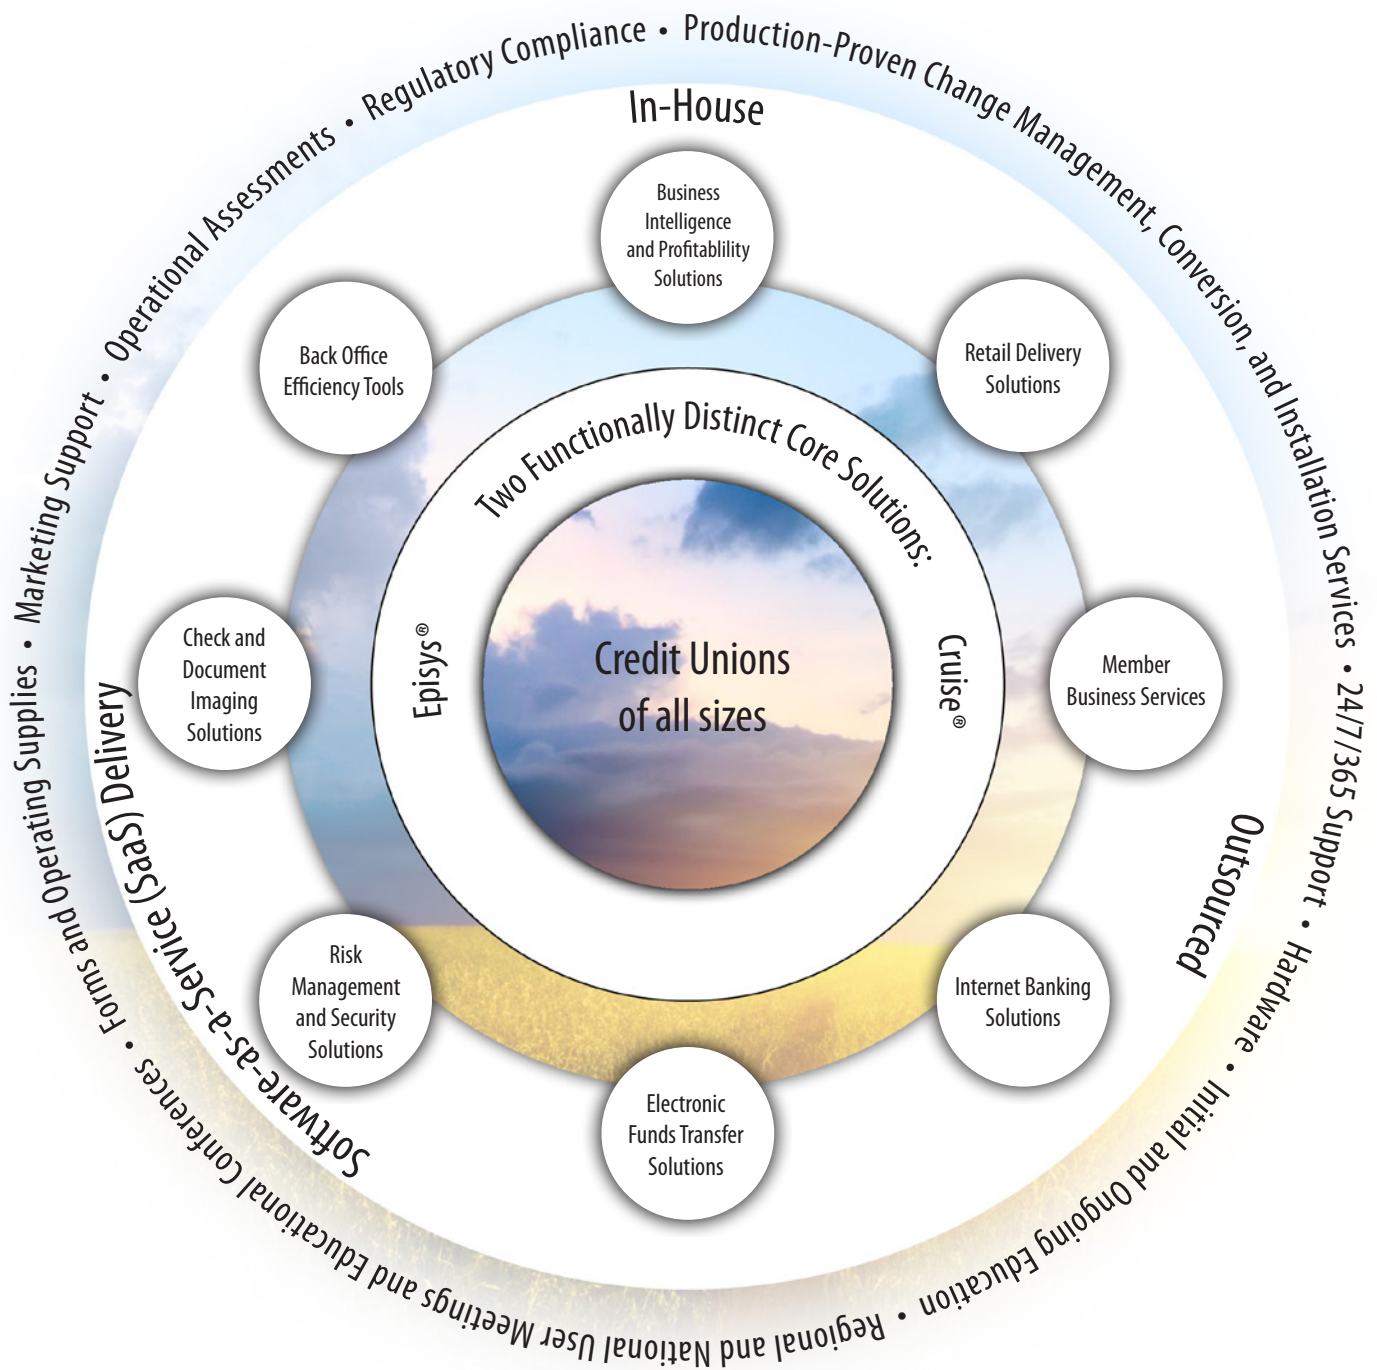 Regulatory Compliance • Production-Proven Change Management, Conversion, and Installation Services • 24/7/365 Support • Hardware • Initial and Ongoing Education • Regional and National User Meetings and Educational Conferences • Forms and Operating Supplies • Marketing Support • Operational Assessments •
In-House
Outsourced
Software-as-a-Service (SaaS) Delivery
Business
Intelligence
and Profitablility
Solutions
Retail Delivery
Solutions
Member
Business Services
Internet Banking
Solutions
Electronic
Funds Transfer
Solutions
Risk
Management
and Security
Solutions
Check and
Document
Imaging
Solutions
Back Office
Efficiency Tools
Two Functionally Distinct Core Solutions:
Episys®
Cruise®
Credit Unions
of all sizes